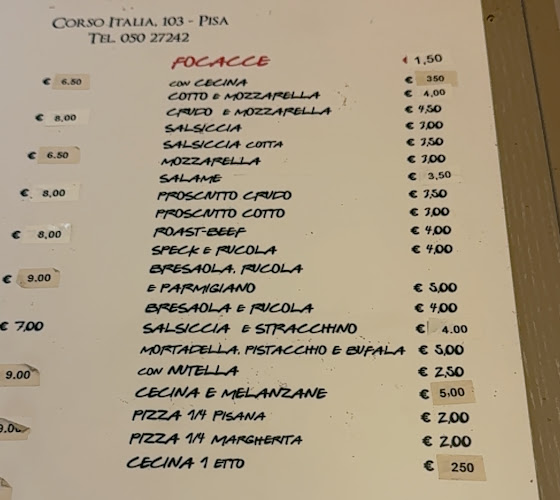 CORSO ITALIA, 103 - PISA
TEL. 050 27242
FOCACCE € 1,50
€ 6.50
CON CECINA € 350
COTTO E MOZZARELLA € 4,00
€ 8,00
CRUDO E MOZZARELLA € 4,50
SALSICCIA € 3,00
SALSICCIA COTTA € 3,50
€ 6.50
MOZZARELLA € 3,00
SALAME € 3,50
€ 8,00
PROSCIUTTO CRUDO € 3,50
PROSCIUTTO COTTO € 3,00
€ 8,00
ROAST-BEEF € 4,00
SPECK E RUCOLA € 4,00
BRESAOLA, RUCOLA
€ 9.00
E PARMIGIANO € 5,00
BRESAOLA E RUCOLA € 4,00
€ 7,00
SALSICCIA E STRACCHINO € 4.00
MORTADELLA, PISTACCHIO E BUFALA € 5,00
9.00
CON NUTELLA € 2,50
CECINA E MELANZANE € 5,00
PIZZA 1/4 PISANA € 2,00
PIZZA 1/4 MARGHERITA € 2,00
CECINA 1 ETTO € 250